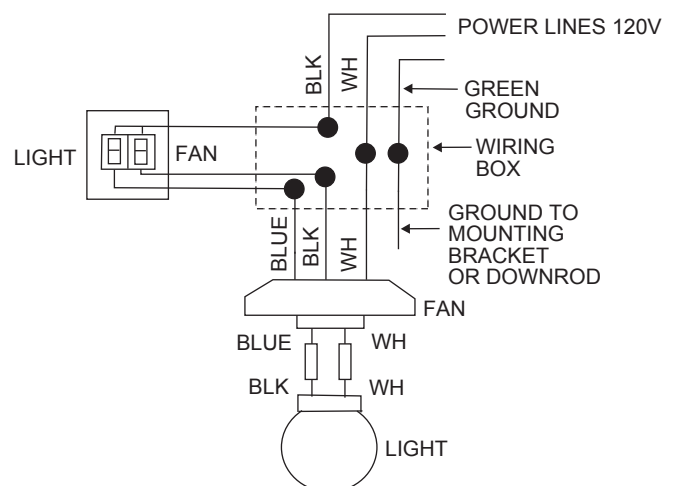 POWER LINES 120V
BLK
WH
GREEN
GROUND
LIGHT
FAN
WIRING
BOX
GROUND TO
MOUNTING
BRACKET
OR DOWNROD
BLUE
BLK
WH
FAN
BLUE
WH
BLK
WH
LIGHT